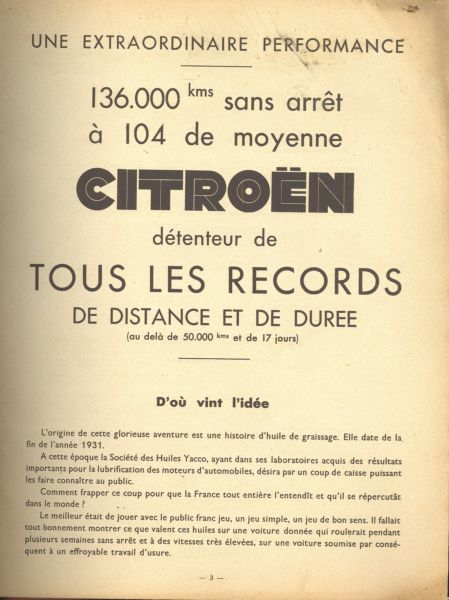 UNE EXTRAORDINAIRE PERFORMANCE
136.000 kms sans arrêt
à 104 de moyenne
CITROËN
détenteur de
TOUS LES RECORDS
DE DISTANCE ET DE DUREE
(au delà de 50.000 kms et de 17 jours)
D'où vint l'idée
L'origine de cette glorieuse aventure est une histoire d'huile de graissage. Elle date de la
fin de l'année 1931.
A cette époque la Société des Huiles Yacco, ayant dans ses laboratoires acquis des résultats
importants pour la lubrification des moteurs d'automobiles, désira par un coup de caisse puissant
les faire connaître au public.
Comment frapper ce coup pour que la France tout entière l'entendît et qu'il se répercutât
dans le monde ?
Le meilleur était de jouer avec le public franc jeu, un jeu simple, un jeu de bon sens. Il fallait
tout bonnement montrer ce que valent ces huiles sur une voiture donnée qui roulerait pendant
plusieurs semaines sans arrêt et à des vitesses très élevées, sur une voiture soumise par consé-
quent à un effroyable travail d'usure.
— 3 —